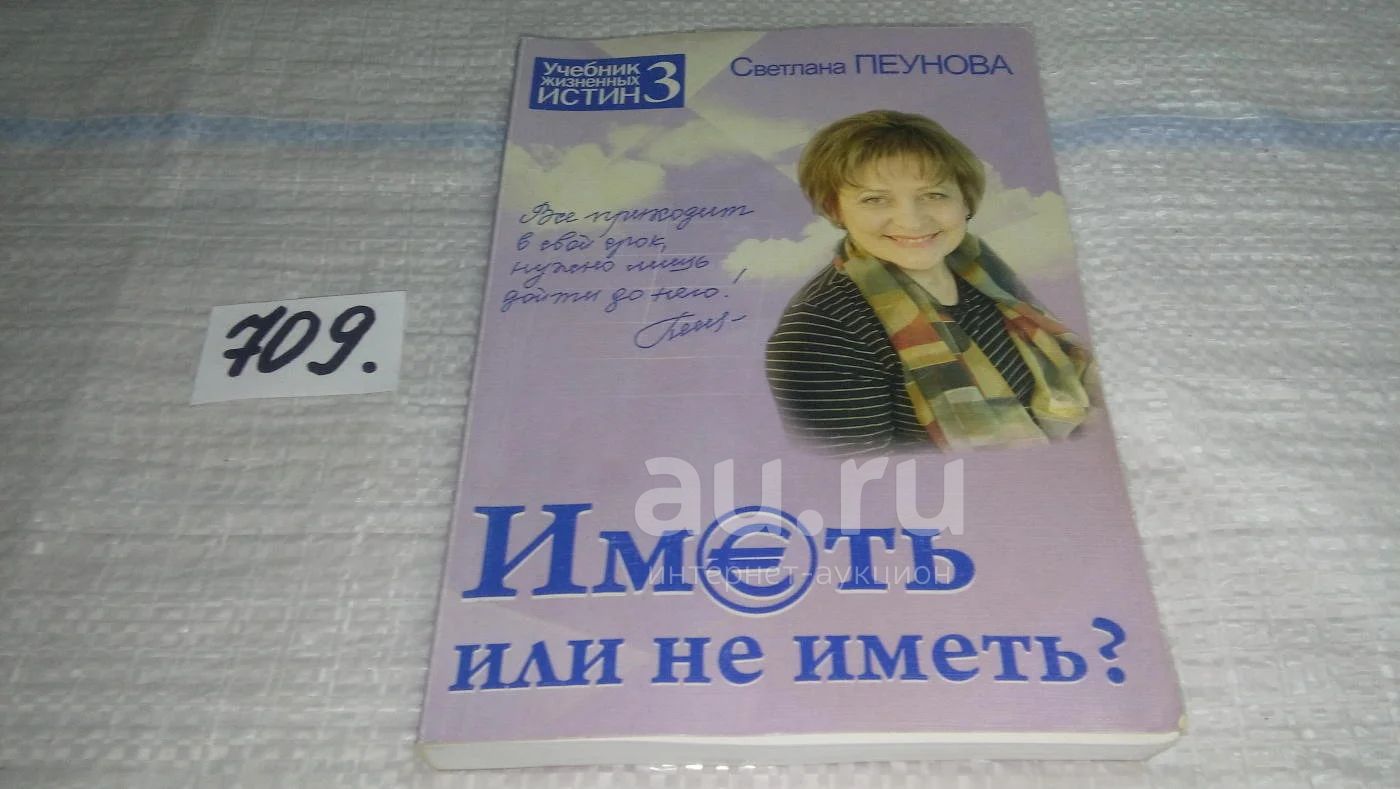 Учебник
жизненных
ИСТИН 3
Светлана ПЕУНОВА
Все приходит
в свой срок,
нужно лишь
дойти до него!
709.
au.ru
интернет-аукцион
Им€ть
или не иметь?